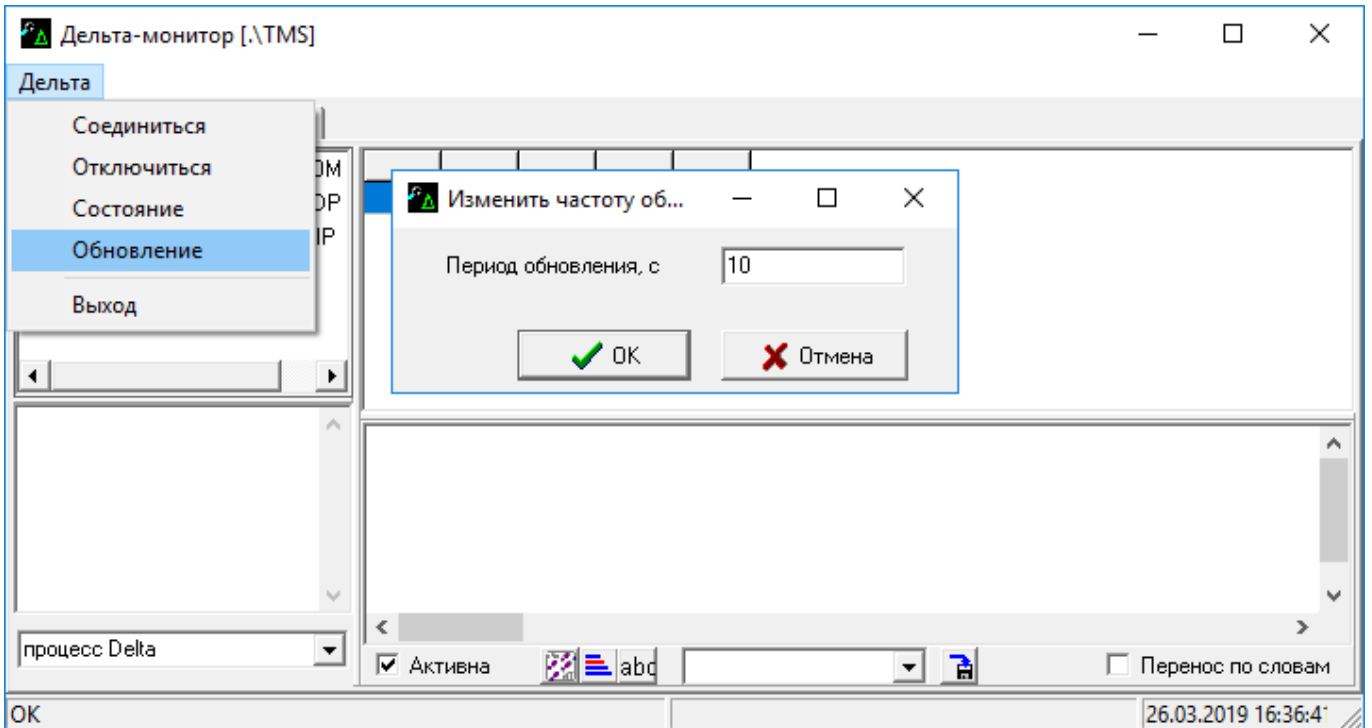 Дельта-монитор [.\TMS]
Дельта
Соединиться
Отключиться
Состояние
Обновление
Выход
Изменить частоту об...
Период обновления, с
10
OK
Отмена
процесс Delta
Активна
abc
Перенос по словам
OK
26.03.2019 16:36:4